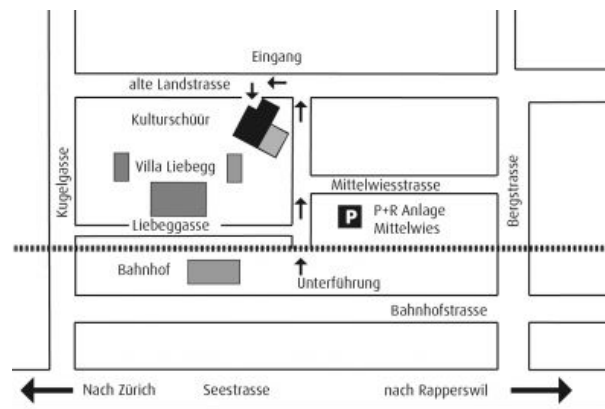 Eingang
alte Landstrasse
Kulturschüür
Villa Liebegg
Mittelwiesstrasse
Kugelgasse
Bergstrasse
P
P+R Anlage
Mittelwies
Liebeggasse
Bahnhof
Unterführung
Bahnhofstrasse
Nach Zürich
Seestrasse
nach Rapperswil